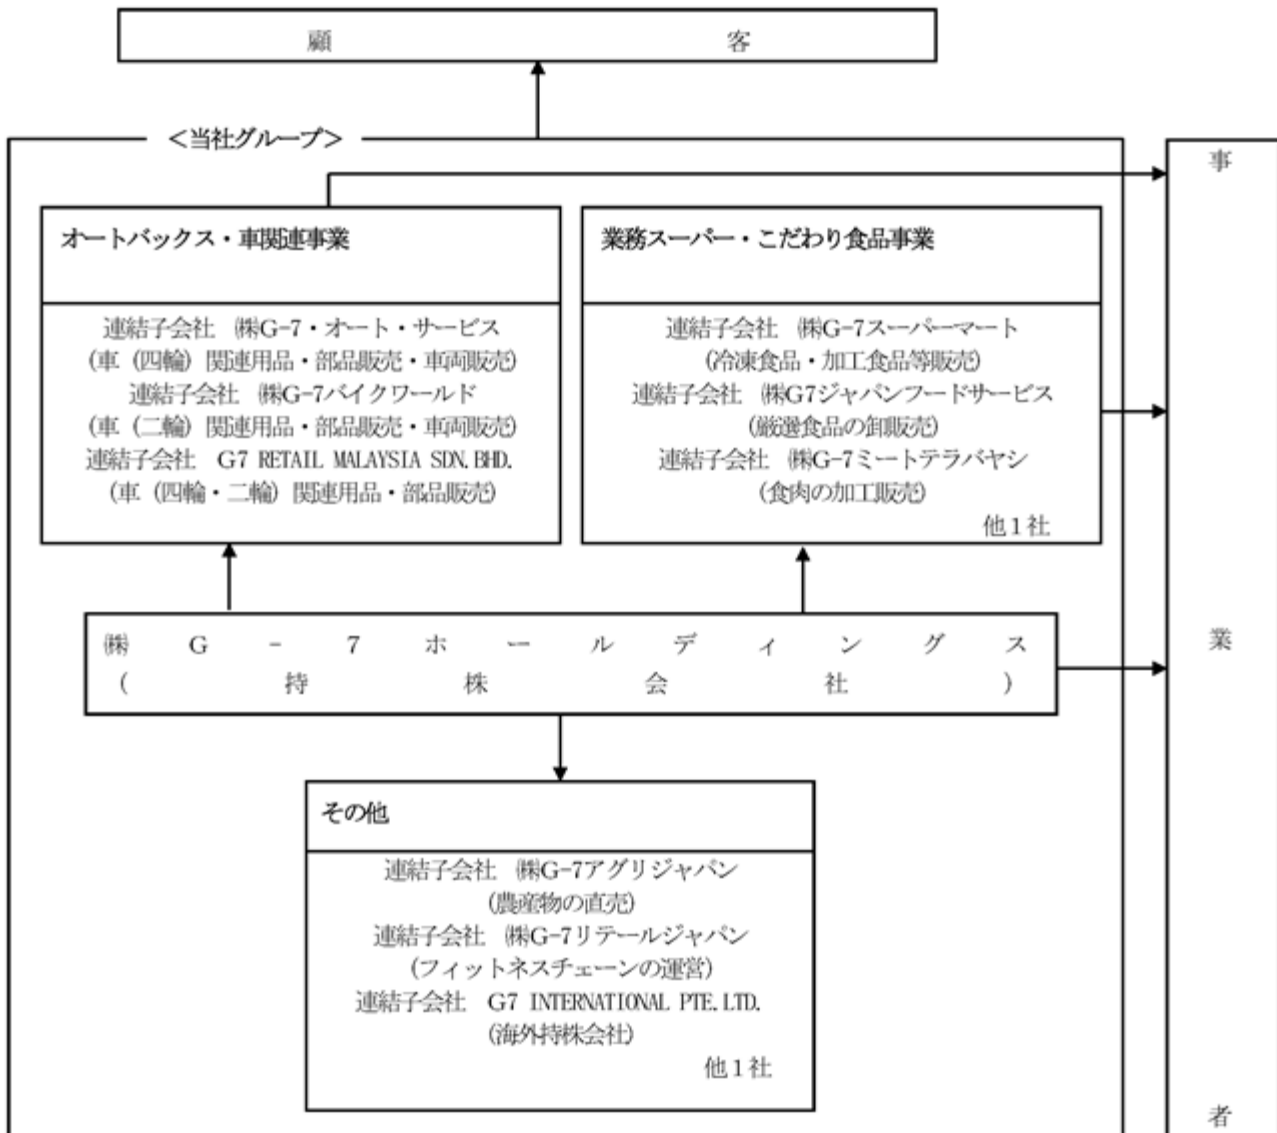 顧客
＜当社グループ＞
オートバックス・車関連事業
連結子会社 ㈱G-7・オート・サービス
(車（四輪）関連用品・部品販売・車両販売)
連結子会社 ㈱G-7バイクワールド
(車（二輪）関連用品・部品販売・車両販売)
連結子会社 G7 RETAIL MALAYSIA SDN.BHD.
(車（四輪・二輪）関連用品・部品販売)
業務スーパー・こだわり食品事業
連結子会社 ㈱G-7スーパーマート
(冷凍食品・加工食品等販売)
連結子会社 ㈱G7ジャパンフードサービス
(厳選食品の卸販売)
連結子会社 ㈱G-7ミートテラバヤシ
(食肉の加工販売)
他１社
㈱G－7ホールディングス
(持株会社)
その他
連結子会社 ㈱G-7アグリジャパン
(農産物の直売)
連結子会社 ㈱G-7リテールジャパン
(フィットネスチェーンの運営)
連結子会社 G7 INTERNATIONAL PTE.LTD.
(海外持株会社)
他１社
事業者